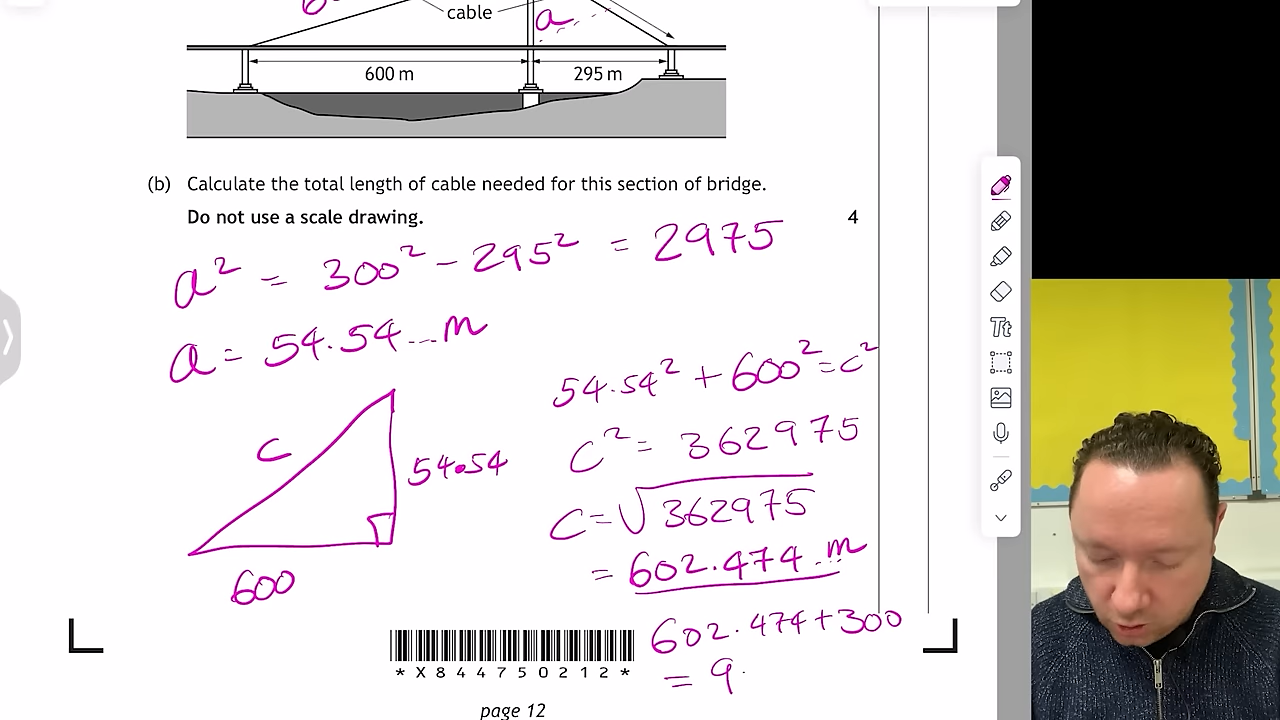 6
cable
a
600 m
295 m
(b) Calculate the total length of cable needed for this section of bridge.
Do not use a scale drawing.
4
a² = 300² - 295² = 2975
a = 54.54...m
54.54² + 600² = c²
c² = 362975
c = √362975
= 602.474...m
c
54.54
600
602.474 + 300
= 9.
*X844750212*
page 12
Tt